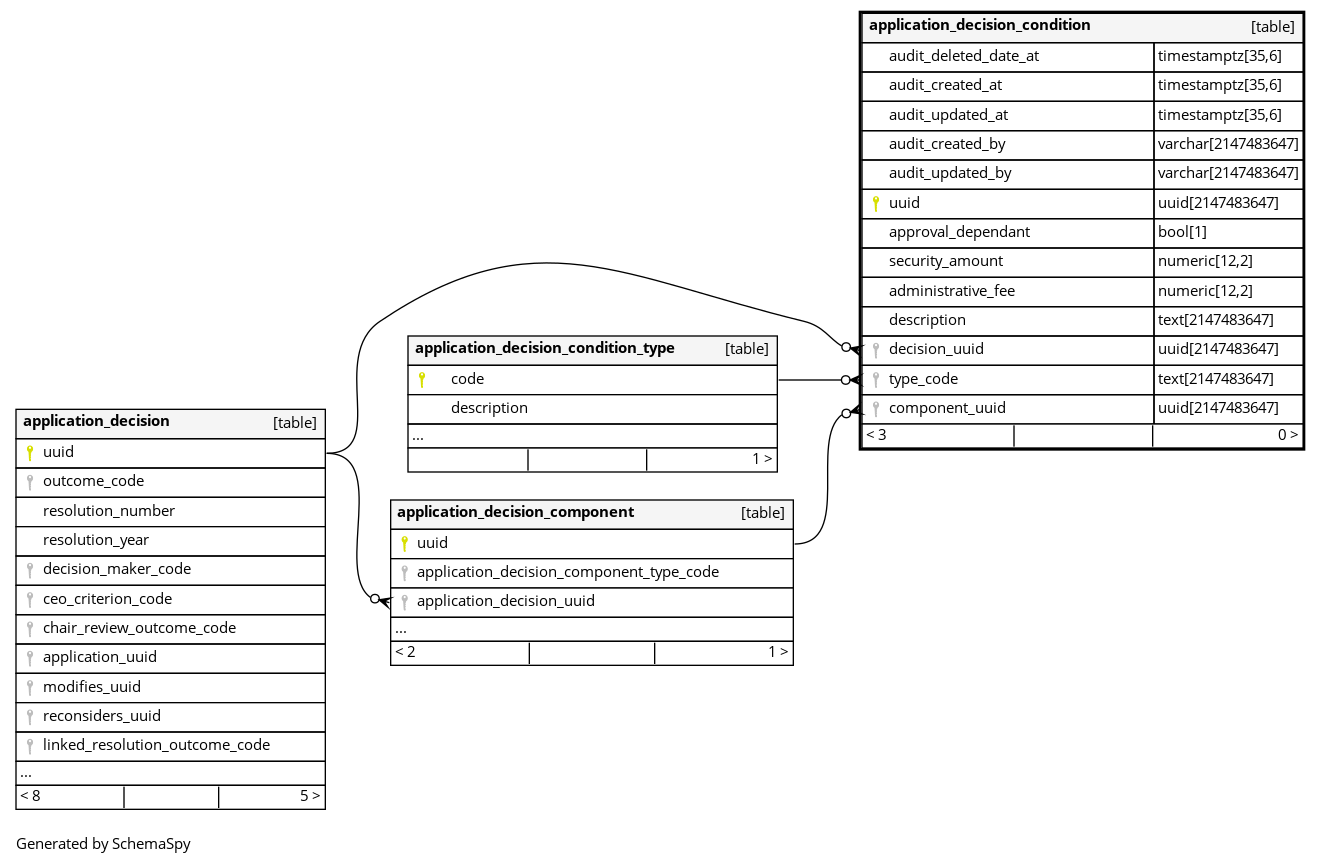 application_decision_condition [table]
audit_deleted_date_at timestamptz[35,6]
audit_created_at timestamptz[35,6]
audit_updated_at timestamptz[35,6]
audit_created_by varchar[2147483647]
audit_updated_by varchar[2147483647]
uuid uuid[2147483647]
approval_dependant bool[1]
security_amount numeric[12,2]
administrative_fee numeric[12,2]
description text[2147483647]
decision_uuid uuid[2147483647]
type_code text[2147483647]
component_uuid uuid[2147483647]
< 3 0 >
application_decision_condition_type [table]
code
description
...
1 >
application_decision [table]
uuid
outcome_code
resolution_number
resolution_year
decision_maker_code
ceo_criterion_code
chair_review_outcome_code
application_uuid
modifies_uuid
reconsiders_uuid
linked_resolution_outcome_code
...
< 8 5 >
application_decision_component [table]
uuid
application_decision_component_type_code
application_decision_uuid
...
< 2 1 >
Generated by SchemaSpy